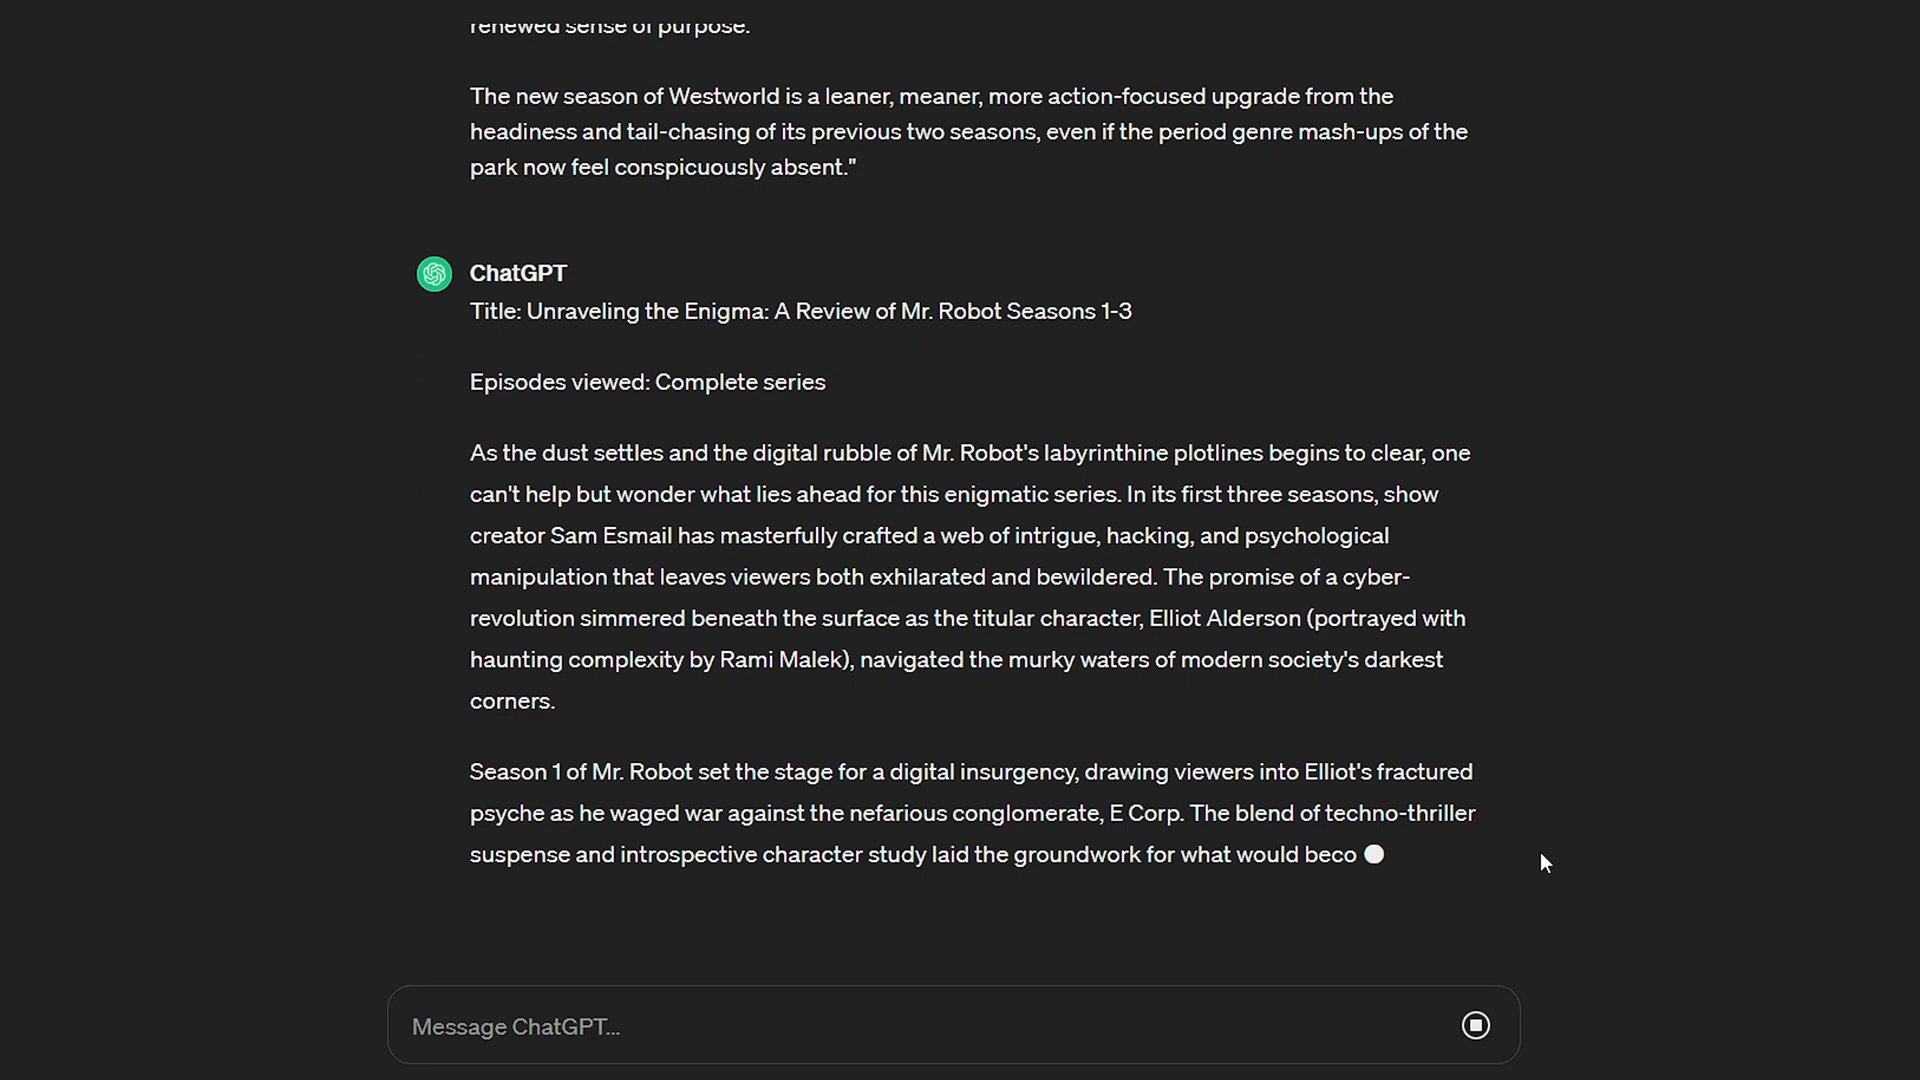 renewed sense of purpose.
The new season of Westworld is a leaner, meaner, more action-focused upgrade from the
headiness and tail-chasing of its previous two seasons, even if the period genre mash-ups of the
park now feel conspicuously absent."
ChatGPT
Title: Unraveling the Enigma: A Review of Mr. Robot Seasons 1-3
Episodes viewed: Complete series
As the dust settles and the digital rubble of Mr. Robot's labyrinthine plotlines begins to clear, one
can't help but wonder what lies ahead for this enigmatic series. In its first three seasons, show
creator Sam Esmail has masterfully crafted a web of intrigue, hacking, and psychological
manipulation that leaves viewers both exhilarated and bewildered. The promise of a cyber-
revolution simmered beneath the surface as the titular character, Elliot Alderson (portrayed with
haunting complexity by Rami Malek), navigated the murky waters of modern society's darkest
corners.
Season 1 of Mr. Robot set the stage for a digital insurgency, drawing viewers into Elliot's fractured
psyche as he waged war against the nefarious conglomerate, E Corp. The blend of techno-thriller
suspense and introspective character study laid the groundwork for what would beco
Message ChatGPT...